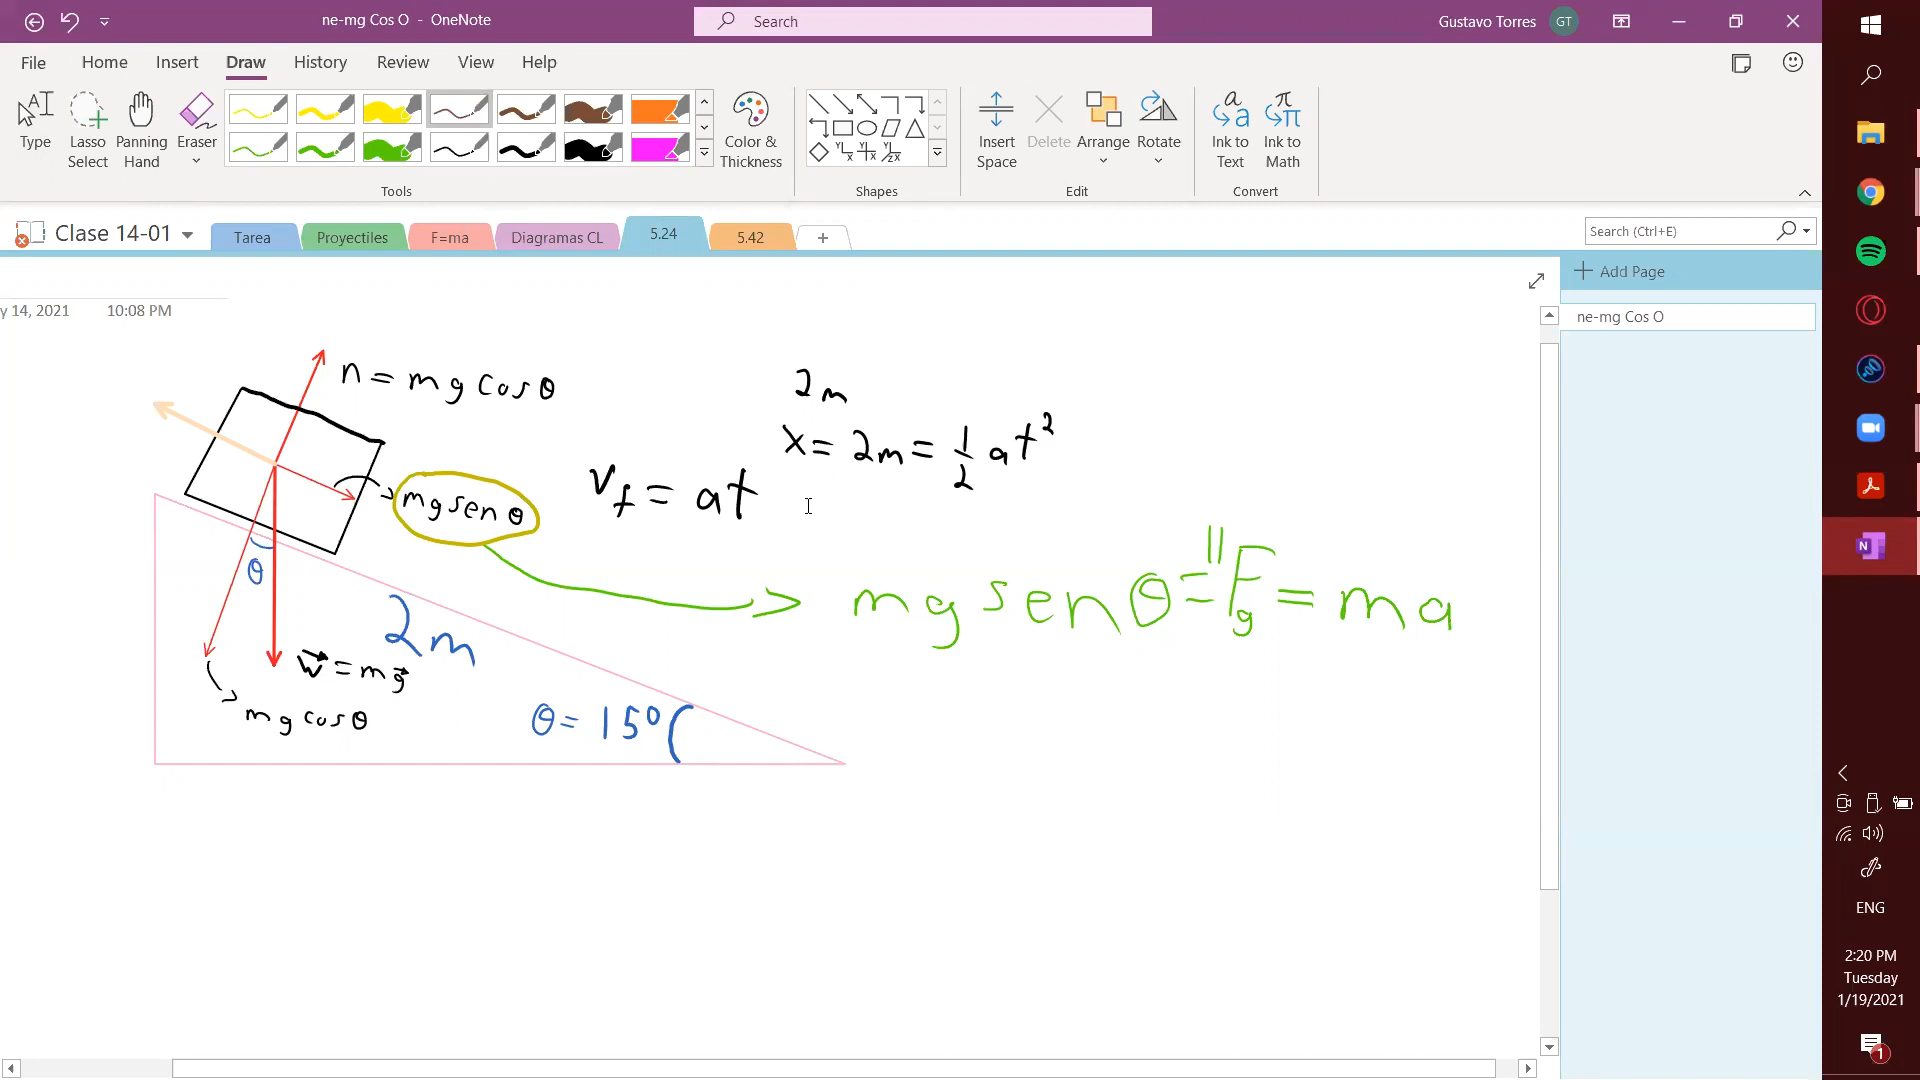 ne-mg Cos O - OneNote
Search
Gustavo Torres
GT
File
Home
Insert
Draw
History
Review
View
Help
Type
Lasso Select
Panning Hand
Eraser
Color & Thickness
Insert Space
Delete
Arrange
Rotate
Ink to Text
Ink to Math
Tools
Shapes
Edit
Convert
Clase 14-01
Tarea
Proyectiles
F=ma
Diagramas CL
5.24
5.42
Search (Ctrl+E)
Add Page
ne-mg Cos O
y 14, 2021
10:08 PM
n = mg cos θ
2m
x = 2m = 1/2 at²
vf = at
mg sen θ
mg sen θ = Fg = ma
θ
2m
w⃗ = mg⃗
mg cos θ
θ = 15° (
ENG
2:20 PM
Tuesday
1/19/2021
1